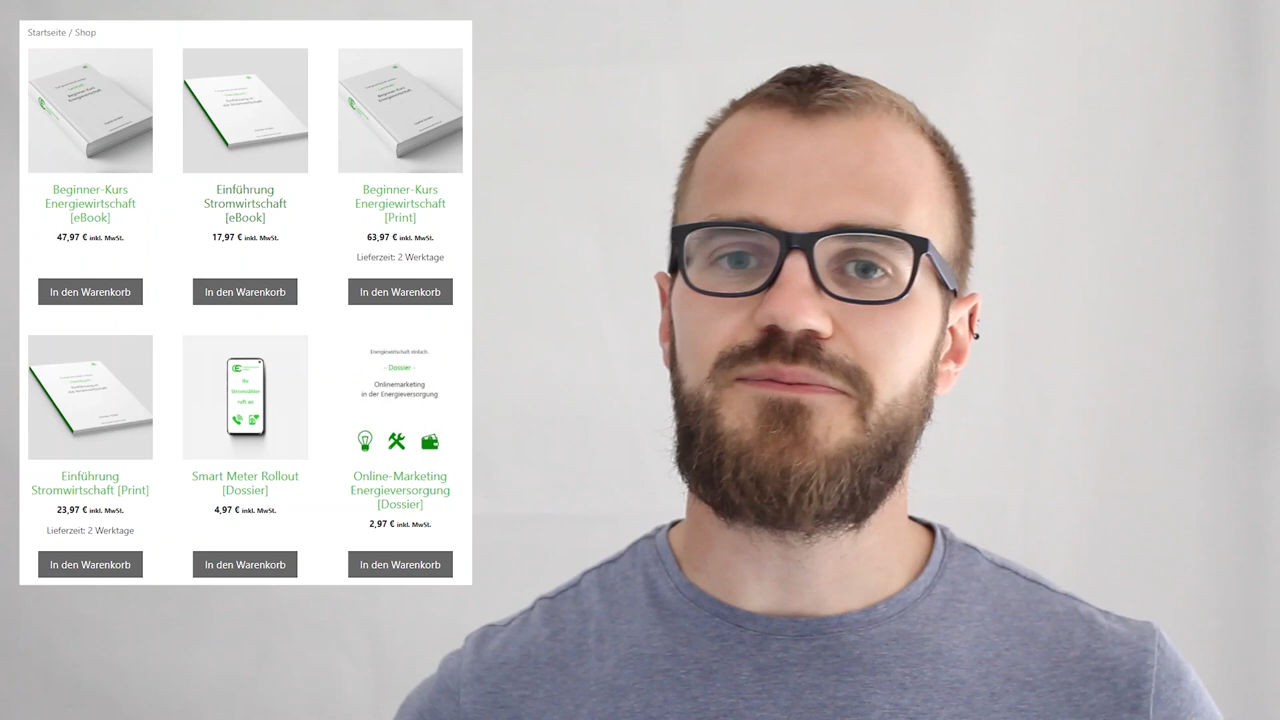 Startseite / Shop
Beginner-Kurs
Energiewirtschaft
[eBook]
47,97 € inkl. MwSt.
In den Warenkorb
Einführung
Stromwirtschaft
[eBook]
17,97 € inkl. MwSt.
In den Warenkorb
Beginner-Kurs
Energiewirtschaft
[Print]
63,97 € inkl. MwSt.
Lieferzeit: 2 Werktage
In den Warenkorb
Einführung
Stromwirtschaft [Print]
23,97 € inkl. MwSt.
Lieferzeit: 2 Werktage
In den Warenkorb
Ihr
Stromzähler
ruft an
Smart Meter Rollout
[Dossier]
4,97 € inkl. MwSt.
In den Warenkorb
Energiewirtschaft einfach.
- Dossier -
Onlinemarketing
in der Energieversorgung
Online-Marketing
Energieversorgung
[Dossier]
2,97 € inkl. MwSt.
In den Warenkorb